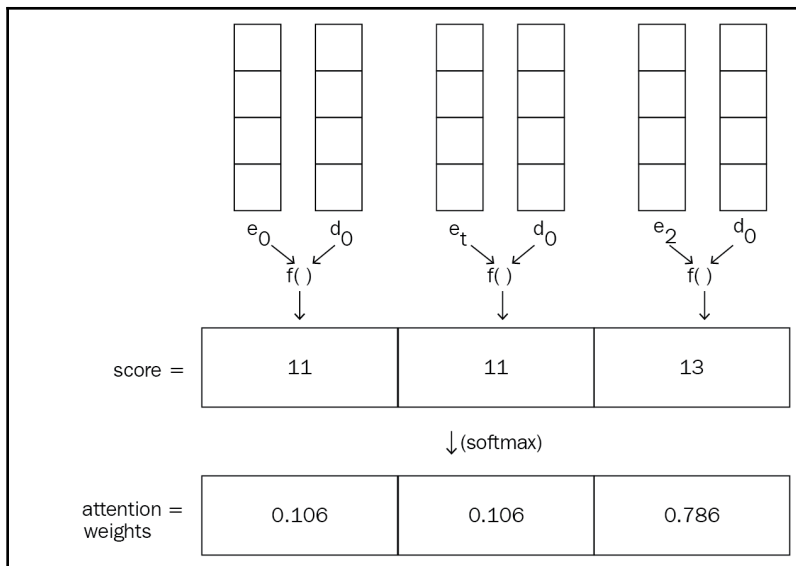 e0 d0 et d0 e2 d0
f( ) f( ) f( )
score = 11 11 13
(softmax)
attention = 0.106 0.106 0.786
weights